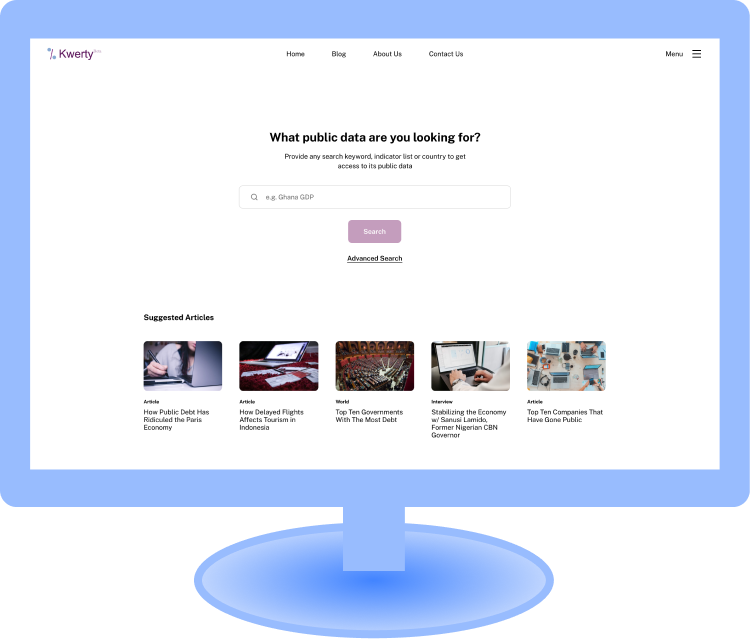 Kwerty
Home Blog About Us Contact Us Menu
What public data are you looking for?
Provide any search keyword, indicator list or country to get
access to its public data
e.g. Ghana GDP
Search
Advanced Search
Suggested Articles
Article
How Public Debt Has
Ridiculed the Paris
Economy
Article
How Delayed Flights
Affects Tourism in
Indonesia
World
Top Ten Governments
With The Most Debt
Interview
Stabilizing the Economy
w/ Sanusi Lamido,
Former Nigerian CBN
Governor
Article
Top Ten Companies That
Have Gone Public